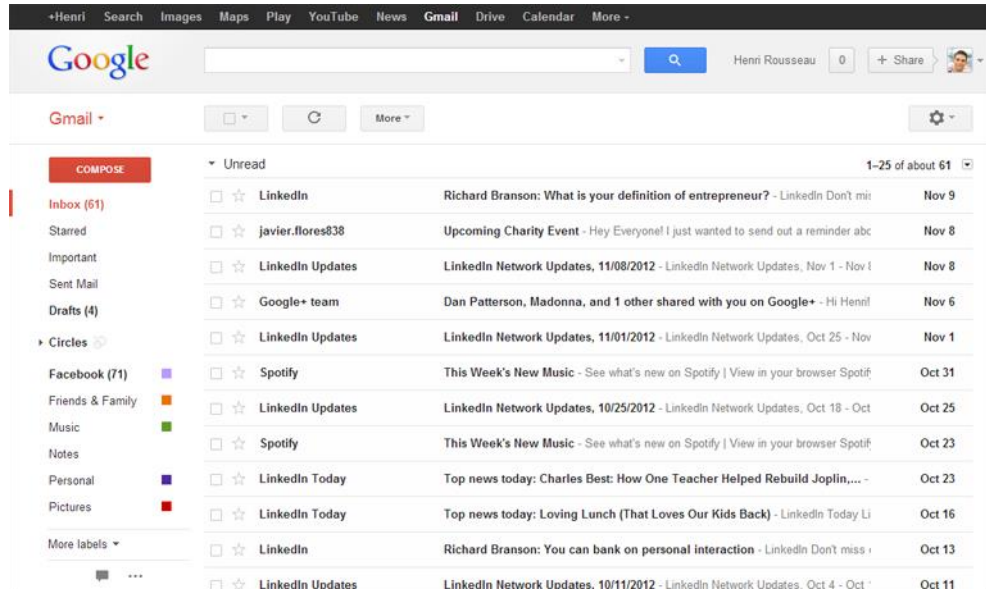 +Henri Search Images Maps Play YouTube News Gmail Drive Calendar More
Google
Henri Rousseau 0 + Share
Gmail
More
COMPOSE
Inbox (61)
Starred
Important
Sent Mail
Drafts (4)
Circles
Facebook (71)
Friends & Family
Music
Notes
Personal
Pictures
More labels
Unread 1–25 of about 61
LinkedIn Richard Branson: What is your definition of entrepreneur? - LinkedIn Don't Nov 9
javier.flores838 Upcoming Charity Event - Hey Everyone! I just wanted to send out a reminder Nov 8
LinkedIn Updates LinkedIn Network Updates, 11/08/2012 - LinkedIn Network Updates, Nov 1 - Nov Nov 8
Google+ team Dan Patterson, Madonna, and 1 other shared with you on Google+ - Hi Henri! Nov 6
LinkedIn Updates LinkedIn Network Updates, 11/01/2012 - LinkedIn Network Updates, Oct 25 - Nov Nov 1
Spotify This Week's New Music - See what's new on Spotify | View in your browser Oct 31
LinkedIn Updates LinkedIn Network Updates, 10/25/2012 - LinkedIn Network Updates, Oct 18 - Oct Oct 25
Spotify This Week's New Music - See what's new on Spotify | View in your browser Oct 23
LinkedIn Today Top news today: Charles Best: How One Teacher Helped Rebuild Joplin,... - Oct 23
LinkedIn Today Top news today: Loving Lunch (That Loves Our Kids Back) - LinkedIn Today Li Oct 16
LinkedIn Richard Branson: You can bank on personal interaction - LinkedIn Don't miss Oct 13
LinkedIn Updates LinkedIn Network Updates, 10/11/2012 - LinkedIn Network Updates, Oct 4 - Oct Oct 11